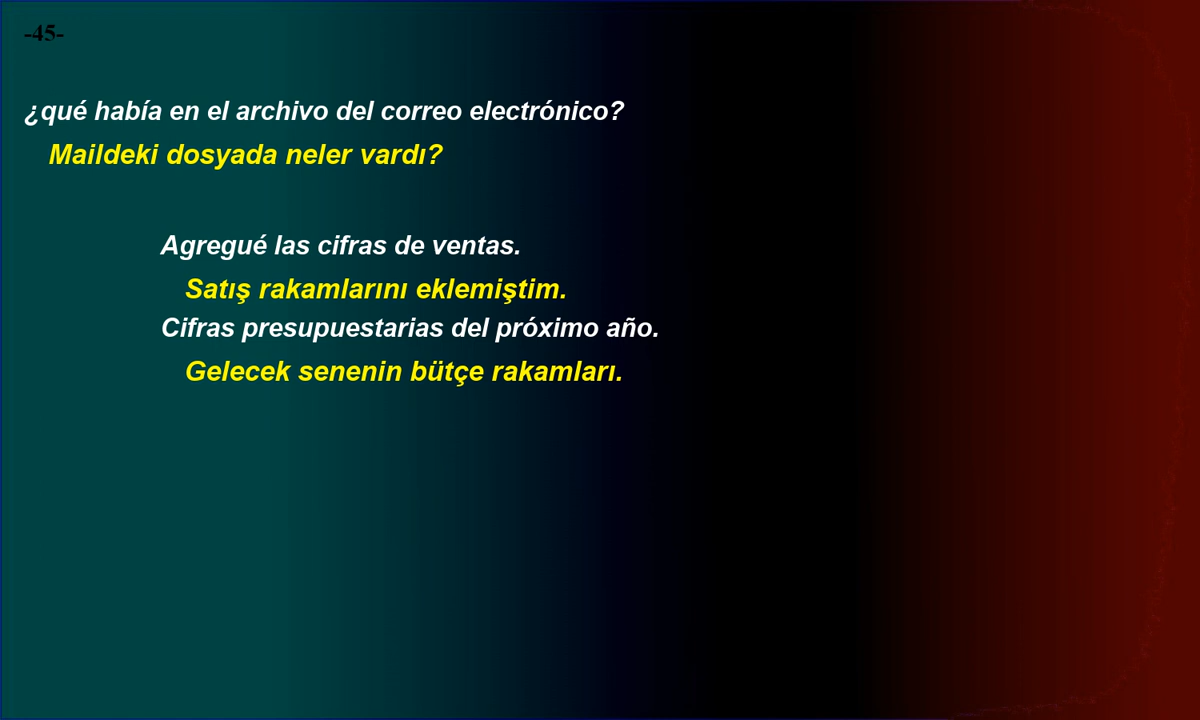 -45-
¿qué había en el archivo del correo electrónico?
Maildeki dosyada neler vardı?
Agregué las cifras de ventas.
Satış rakamlarını eklemiştim.
Cifras presupuestarias del próximo año.
Gelecek senenin bütçe rakamları.